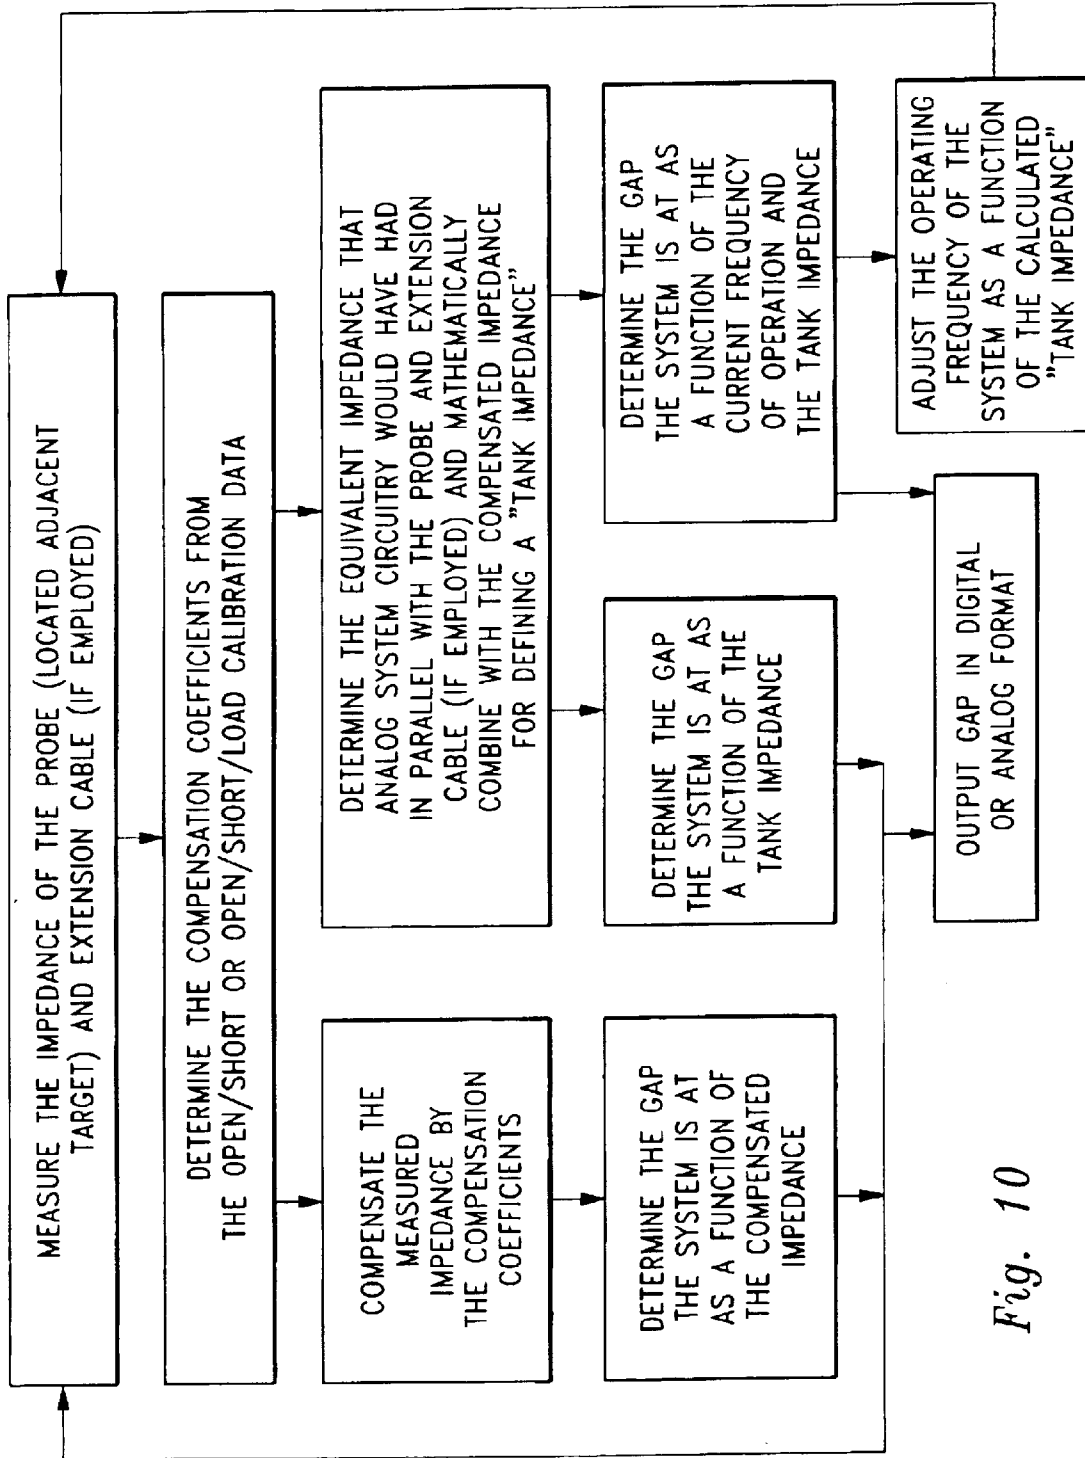 MEASURE THE IMPEDANCE OF THE PROBE (LOCATED ADJACENT
TARGET) AND EXTENSION CABLE (IF EMPLOYED)
DETERMINE THE COMPENSATION COEFFICIENTS FROM
THE OPEN/SHORT OR OPEN/SHORT/LOAD CALIBRATION DATA
COMPENSATE THE
MEASURED
IMPEDANCE BY
THE COMPENSATION
COEFFICIENTS
DETERMINE THE EQUIVALENT IMPEDANCE THAT
ANALOG SYSTEM CIRCUITRY WOULD HAVE HAD
IN PARALLEL WITH THE PROBE AND EXTENSION
CABLE (IF EMPLOYED) AND MATHEMATICALLY
COMBINE WITH THE COMPENSATED IMPEDANCE
FOR DEFINING A "TANK IMPEDANCE"
DETERMINE THE GAP
THE SYSTEM IS AT
AS A FUNCTION OF
THE COMPENSATED
IMPEDANCE
DETERMINE THE GAP
THE SYSTEM IS AT AS
A FUNCTION OF THE
TANK IMPEDANCE
DETERMINE THE GAP
THE SYSTEM IS AT AS
A FUNCTION OF THE
CURRENT FREQUENCY
OF OPERATION AND
THE TANK IMPEDANCE
OUTPUT GAP IN DIGITAL
OR ANALOG FORMAT
ADJUST THE OPERATING
FREQUENCY OF THE
SYSTEM AS A FUNCTION
OF THE CALCULATED
"TANK IMPEDANCE"
Fig. 10